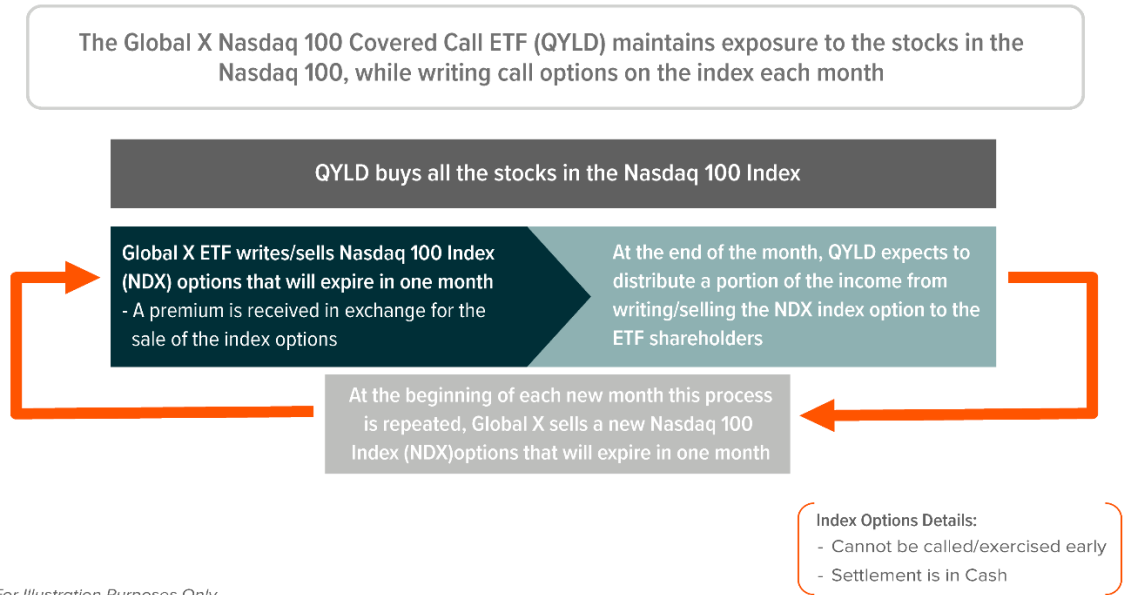 The Global X Nasdaq 100 Covered Call ETF (QYLD) maintains exposure to the stocks in the
Nasdaq 100, while writing call options on the index each month
QYLD buys all the stocks in the Nasdaq 100 Index
Global X ETF writes/sells Nasdaq 100 Index
(NDX) options that will expire in one month
- A premium is received in exchange for the
sale of the index options
At the end of the month, QYLD expects to
distribute a portion of the income from
writing/selling the NDX index option to the
ETF shareholders
At the beginning of each new month this process
is repeated, Global X sells a new Nasdaq 100
Index (NDX)options that will expire in one month
Index Options Details:
- Cannot be called/exercised early
- Settlement is in Cash
For Illustration Purposes Only